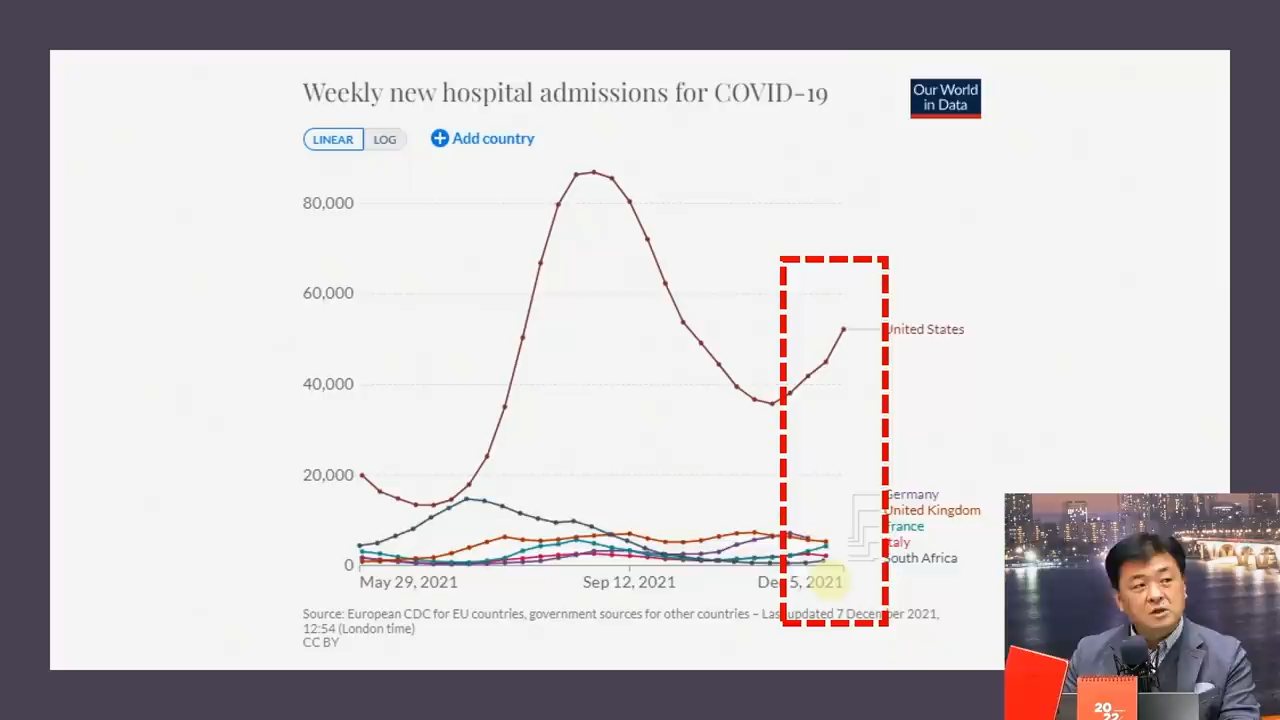 Weekly new hospital admissions for COVID-19
Our World
in Data
LINEAR
LOG
Add country
80,000
60,000
40,000
20,000
0
United States
Germany
United Kingdom
France
Italy
South Africa
May 29, 2021
Sep 12, 2021
Dec 5, 2021
Source: European CDC for EU countries, government sources for other countries – Last updated 7 December 2021,
12:54 (London time)
CC BY
20
22